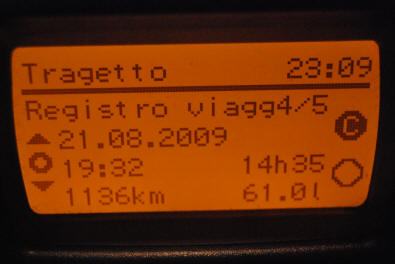 Tragetto 23:09
Registro viagg4/5
C
21.08.2009
19:32 14h35
1136km 61.0l